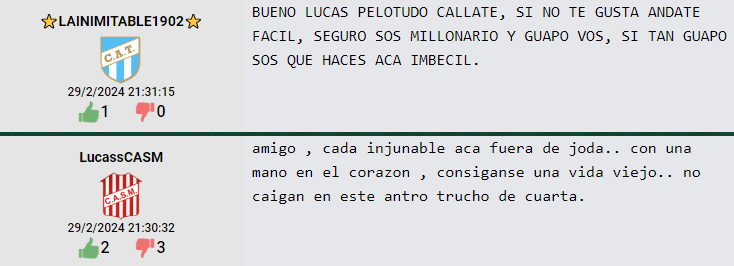 LAINIMITABLE1902
C.A.T.
29/2/2024 21:31:15
1 0
BUENO LUCAS PELOTUDO CALLATE, SI NO TE GUSTA ANDATE
FACIL, SEGURO SOS MILLONARIO Y GUAPO VOS, SI TAN GUAPO
SOS QUE HACES ACA IMBECIL.
LucassCASM
C.A.S.M.
29/2/2024 21:30:32
2 3
amigo , cada injunable aca fuera de joda.. con una
mano en el corazon , consiganse una vida viejo.. no
caigan en este antro trucho de cuarta.